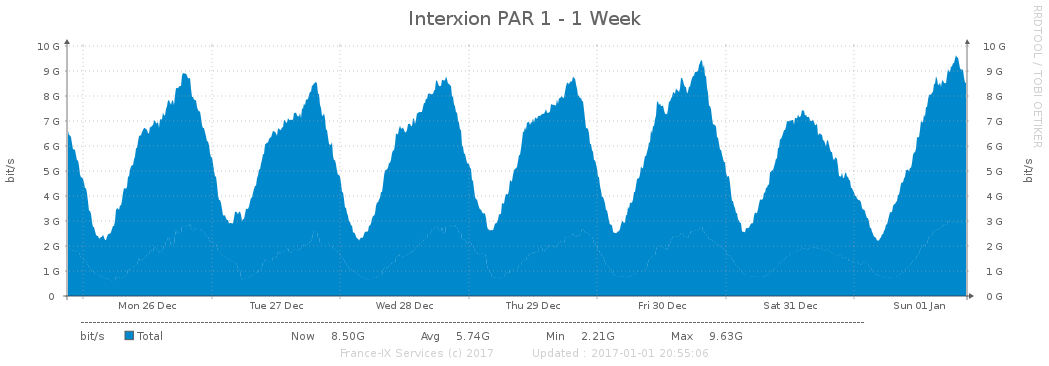 Interxion PAR 1 - 1 Week
RRDTOOL / TOBI OETIKER
10 G 10 G
9 G 9 G
8 G 8 G
7 G 7 G
6 G 6 G
5 G 5 G
4 G 4 G
3 G 3 G
2 G 2 G
1 G 1 G
0 0 G
bit/s
bit/s
Mon 26 Dec Tue 27 Dec Wed 28 Dec Thu 29 Dec Fri 30 Dec Sat 31 Dec Sun 01 Jan
bit/s Total Now 8.50G Avg 5.74G Min 2.21G Max 9.63G
France-IX Services (c) 2017 Updated : 2017-01-01 20:55:06